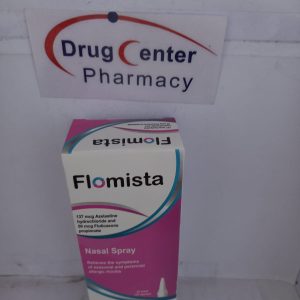 Drug Center
Pharmacy
Flomista
Flomista
137 mcg Azelastine
hydrochloride and
50 mcg Fluticasone
propionate
Nasal Spray
Relieves the symptoms
of seasonal and perennial
allergic rhinitis